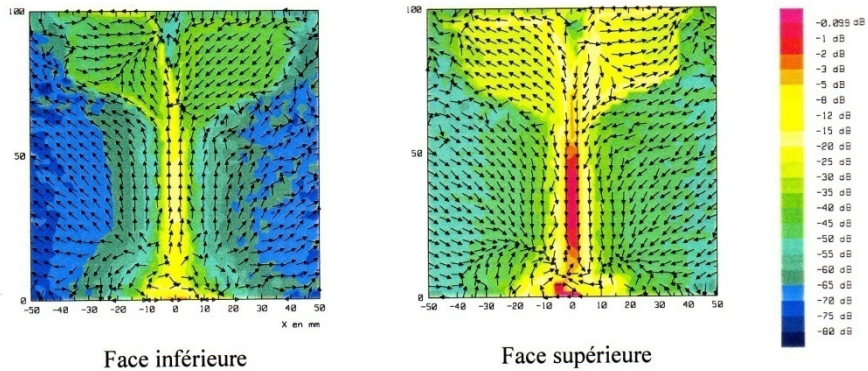 100
50
0
-50 -40 -30 -20 -10 0 10 20 30 40 50
X en mm
Face inférieure
100
50
0
-50 -40 -30 -20 -10 0 10 20 30 40 50
Face supérieure
-0.099 dB
-1 dB
-2 dB
-3 dB
-5 dB
-8 dB
-12 dB
-15 dB
-20 dB
-25 dB
-30 dB
-35 dB
-40 dB
-45 dB
-50 dB
-55 dB
-60 dB
-65 dB
-70 dB
-75 dB
-80 dB